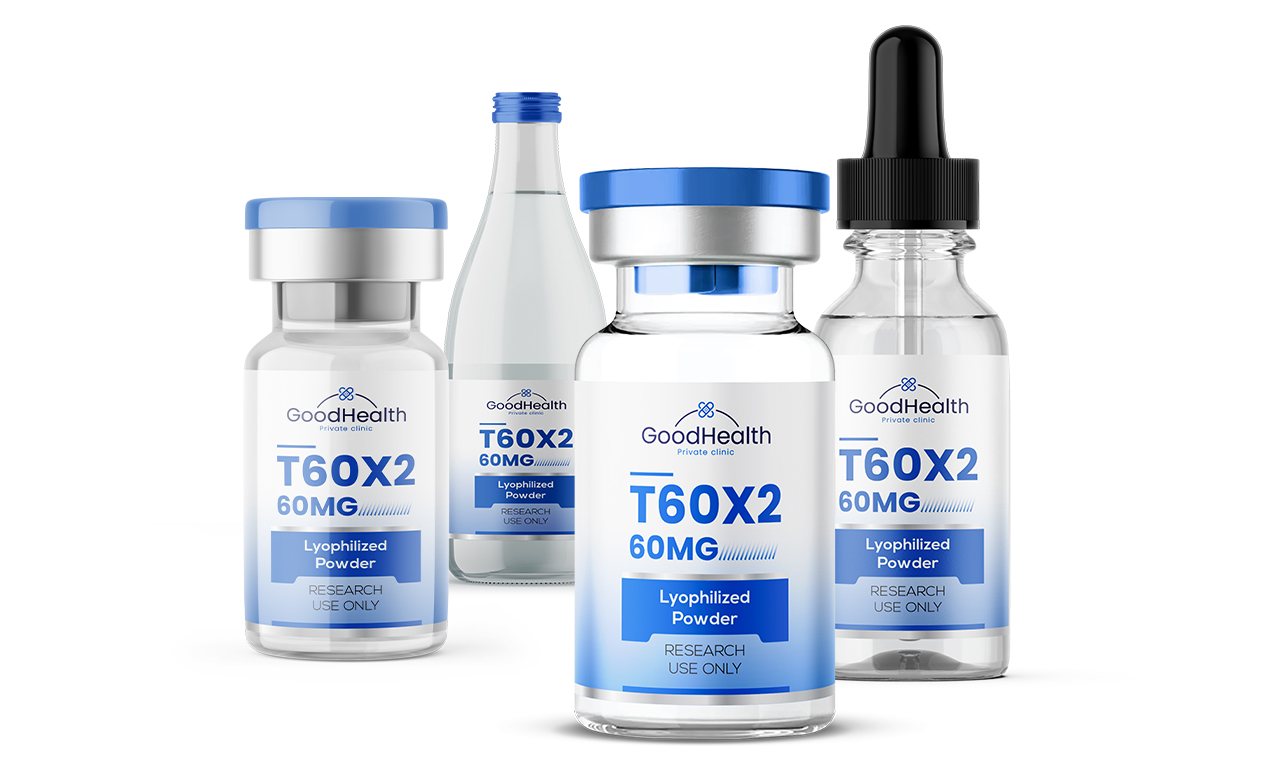 GoodHealth
Private clinic
T60X2
60MG
Lyophilized
Powder
RESEARCH
USE ONLY
GoodHealth
Private clinic
T60X2
60MG
Lyophilized
Powder
RESEARCH
USE ONLY
GoodHealth
Private clinic
T60X2
60MG
Lyophilized
Powder
RESEARCH
USE ONLY
GoodHealth
Private clinic
T60X2
60MG
Lyophilized
Powder
RESEARCH
USE ONLY